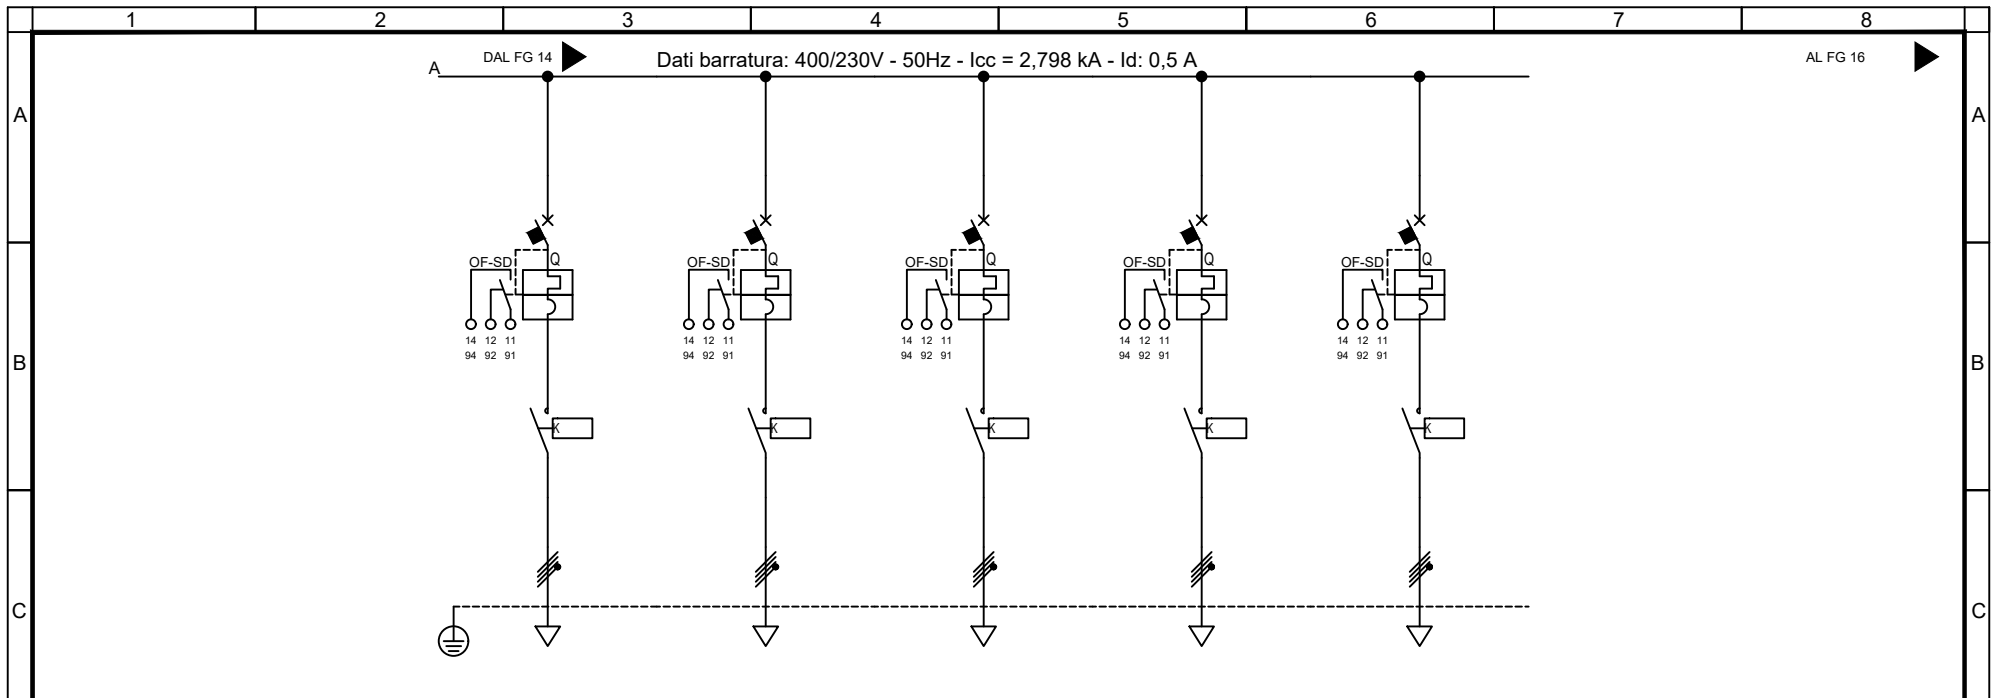 1 2 3 4 5 6 7 8
DAL FG 14 Dati barratura: 400/230V - 50Hz - Icc = 2,798 kA - Id: 0,5 A AL FG 16
A
A A
OF-SD Q OF-SD Q OF-SD Q OF-SD Q OF-SD Q
14 12 11 14 12 11 14 12 11 14 12 11 14 12 11
94 92 91 94 92 91 94 92 91 94 92 91 94 92 91
B B
K K K K K
C C